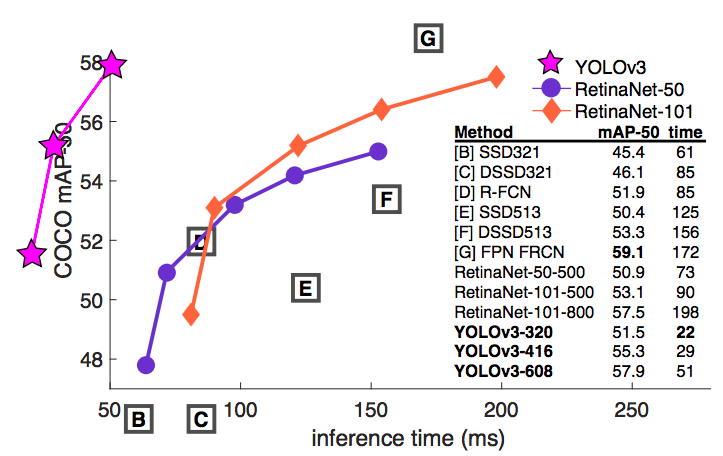 G
58
56
54
52
50
48
COCO mAP-50
D
F
E
YOLOv3
RetinaNet-50
RetinaNet-101
Method mAP-50 time
[B] SSD321 45.4 61
[C] DSSD321 46.1 85
[D] R-FCN 51.9 85
[E] SSD513 50.4 125
[F] DSSD513 53.3 156
[G] FPN FRCN 59.1 172
RetinaNet-50-500 50.9 73
RetinaNet-101-500 53.1 90
RetinaNet-101-800 57.5 198
YOLOv3-320 51.5 22
YOLOv3-416 55.3 29
YOLOv3-608 57.9 51
50 B C 100 150 200 250
inference time (ms)